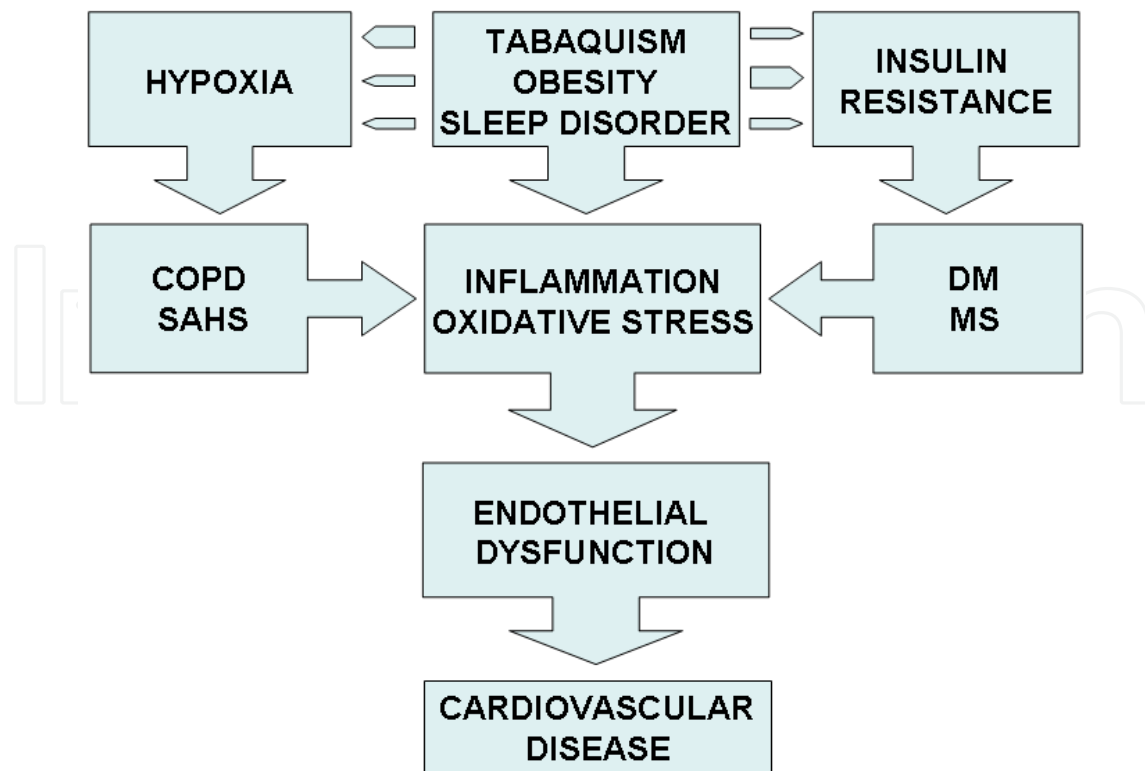 HYPOXIA
TABAQUISM
OBESITY
SLEEP DISORDER
INSULIN
RESISTANCE
COPD
SAHS
INFLAMMATION
OXIDATIVE STRESS
DM
MS
ENDOTHELIAL
DYSFUNCTION
CARDIOVASCULAR
DISEASE